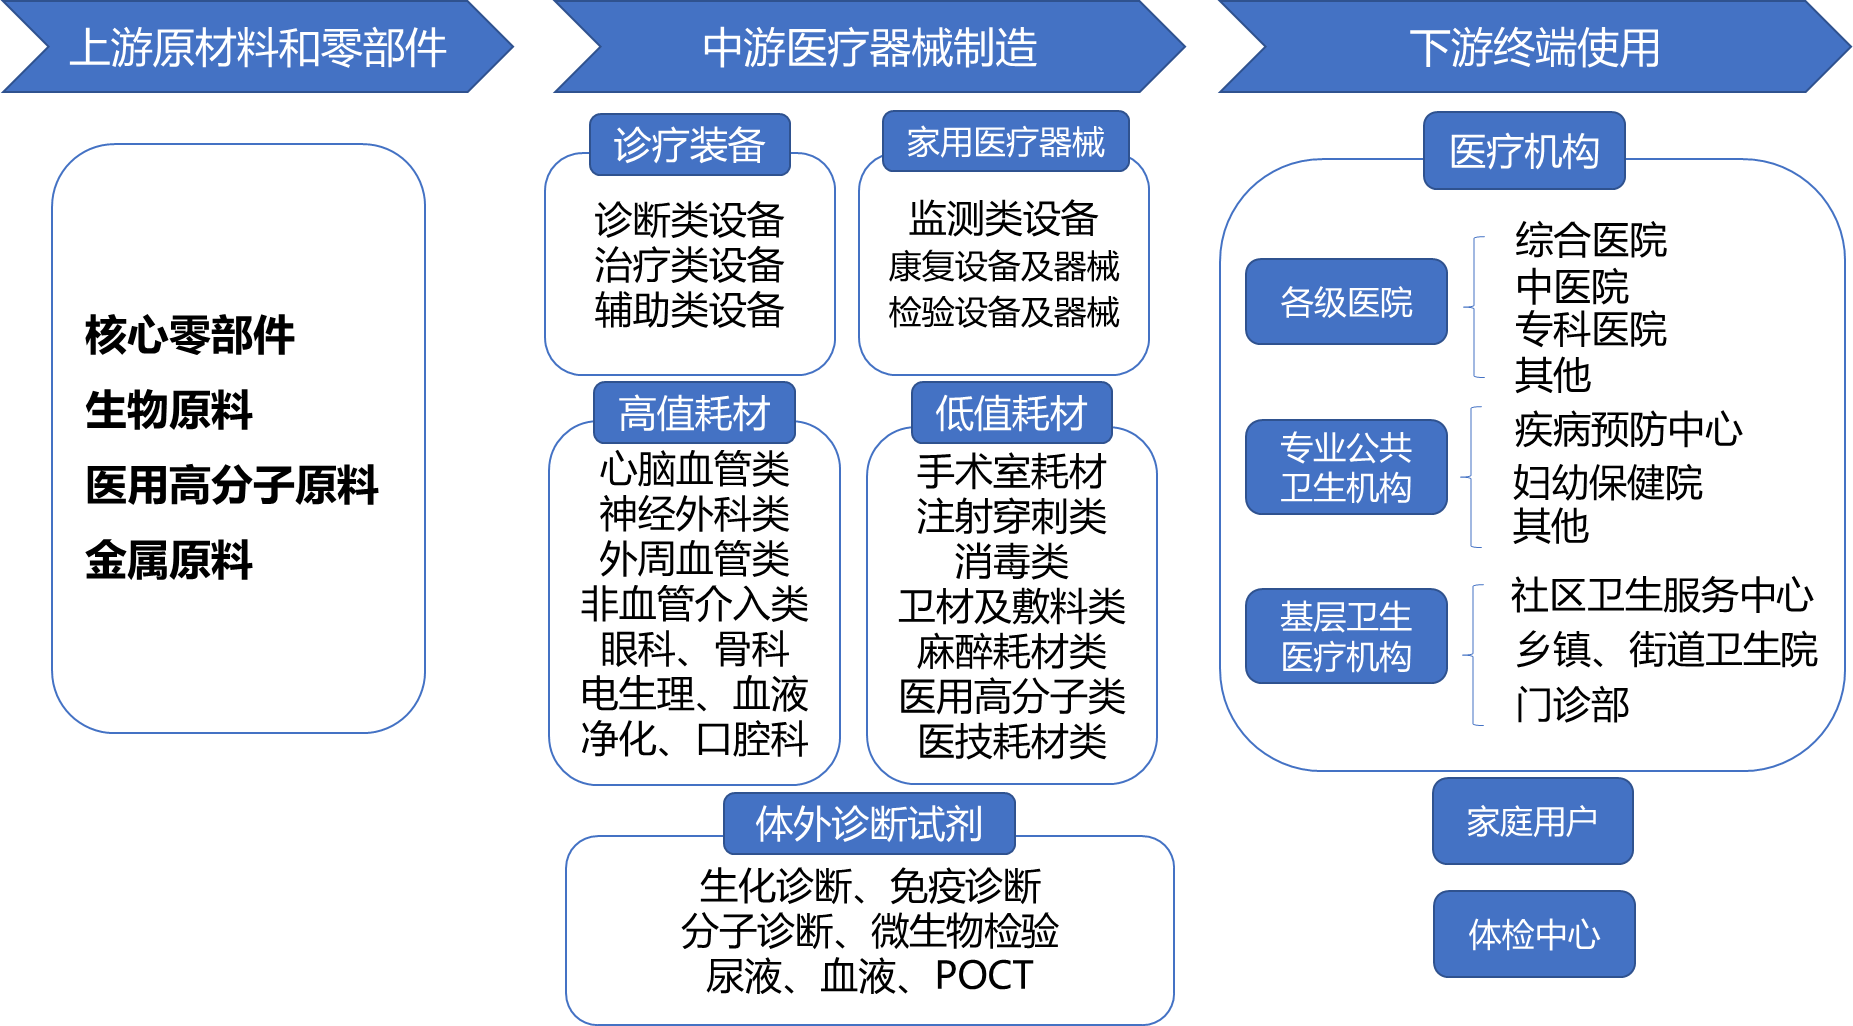 上游原材料和零部件
核心零部件
生物原料
医用高分子原料
金属原料
中游医疗器械制造
诊疗装备
诊断类设备
治疗类设备
辅助类设备
家用医疗器械
监测类设备
康复设备及器械
检验设备及器械
高值耗材
心脑血管类
神经外科类
外周血管类
非血管介入类
眼科、骨科
电生理、血液
净化、口腔科
低值耗材
手术室耗材
注射穿刺类
消毒类
卫材及敷料类
麻醉耗材类
医用高分子类
医技耗材类
体外诊断试剂
生化诊断、免疫诊断
分子诊断、微生物检验
尿液、血液、POCT
下游终端使用
医疗机构
各级医院
综合医院
中医院
专科医院
其他
专业公共
卫生机构
疾病预防中心
妇幼保健院
其他
基层卫生
医疗机构
社区卫生服务中心
乡镇、街道卫生院
门诊部
家庭用户
体检中心